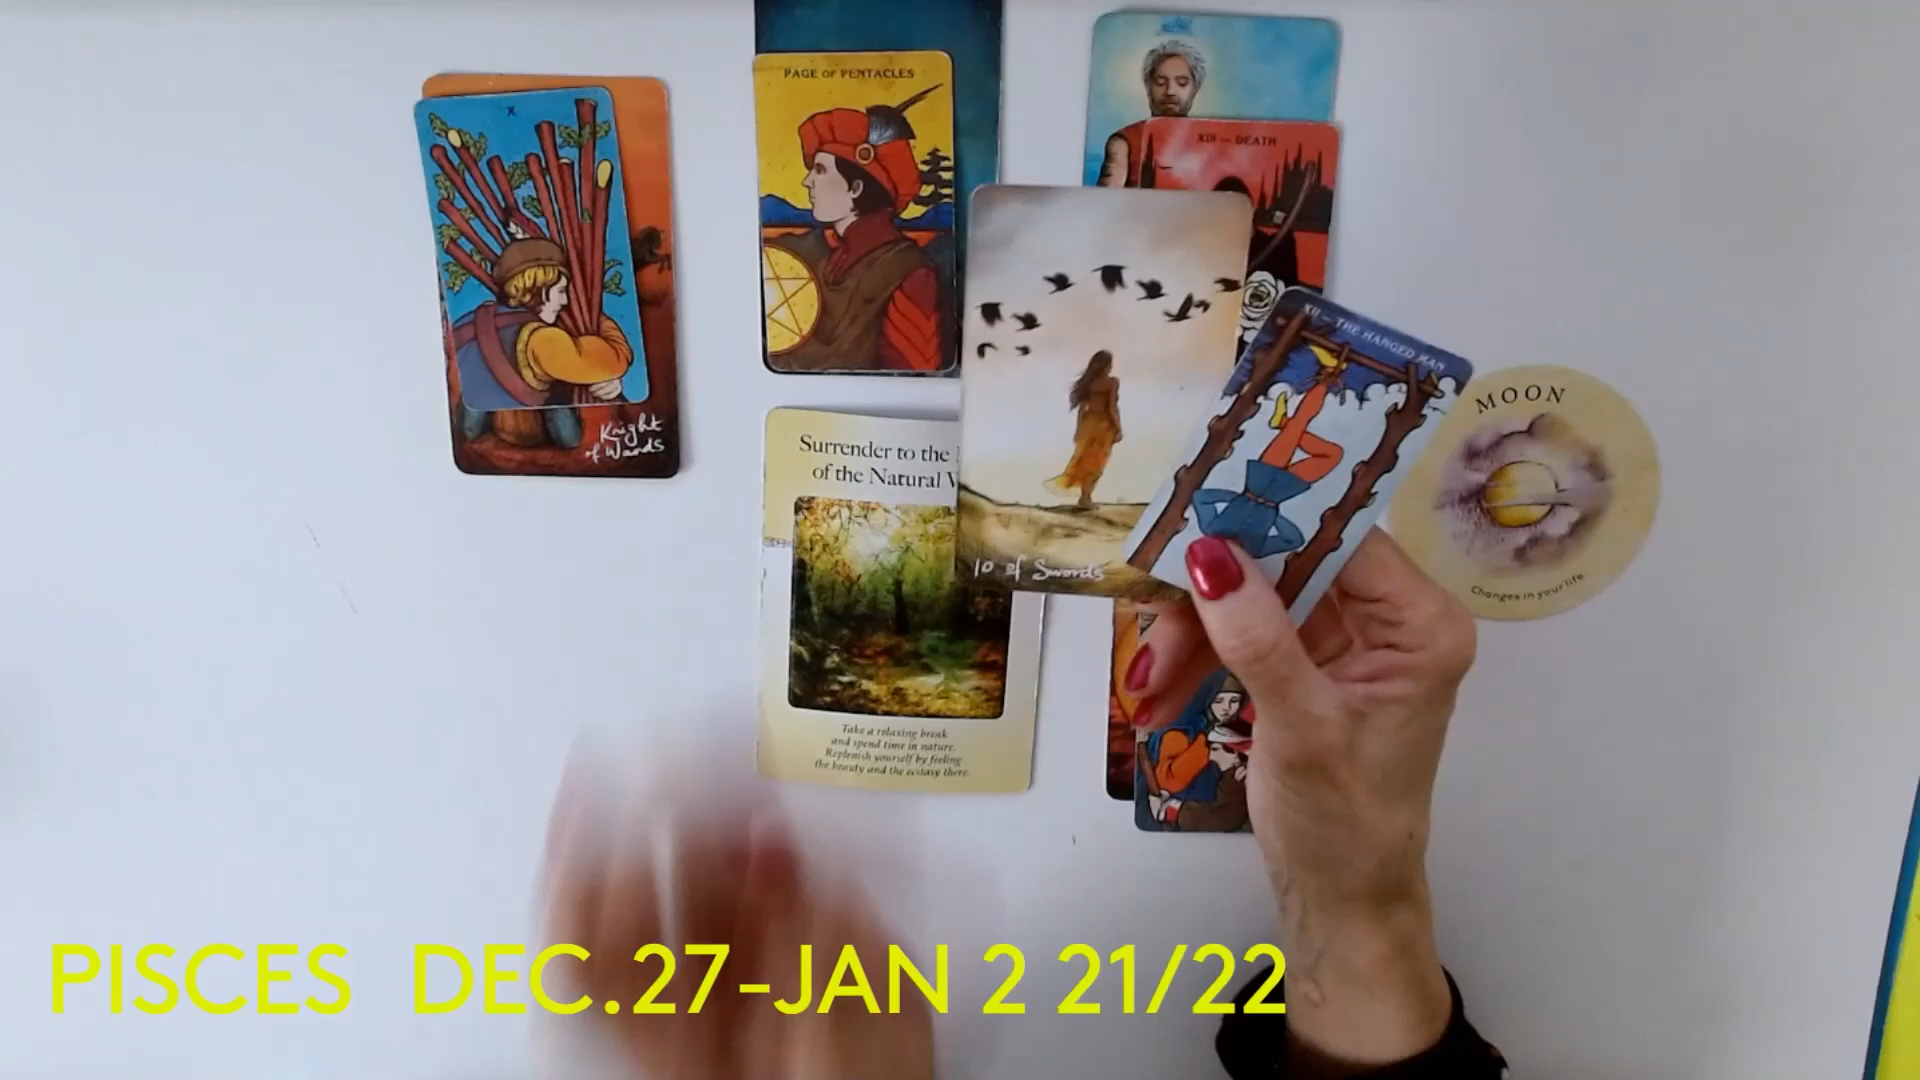 X
Knight
of Wands
PAGE OF PENTACLES
XIII — DEATH
Surrender to the
of the Natural
Take a relaxing break
and spend time in nature.
Replenish yourself by feeling
the beauty and the ecstasy there.
10 of Swords
XII — THE HANGED MAN
MOON
Changes in your life
PISCES DEC.27-JAN 2 21/22